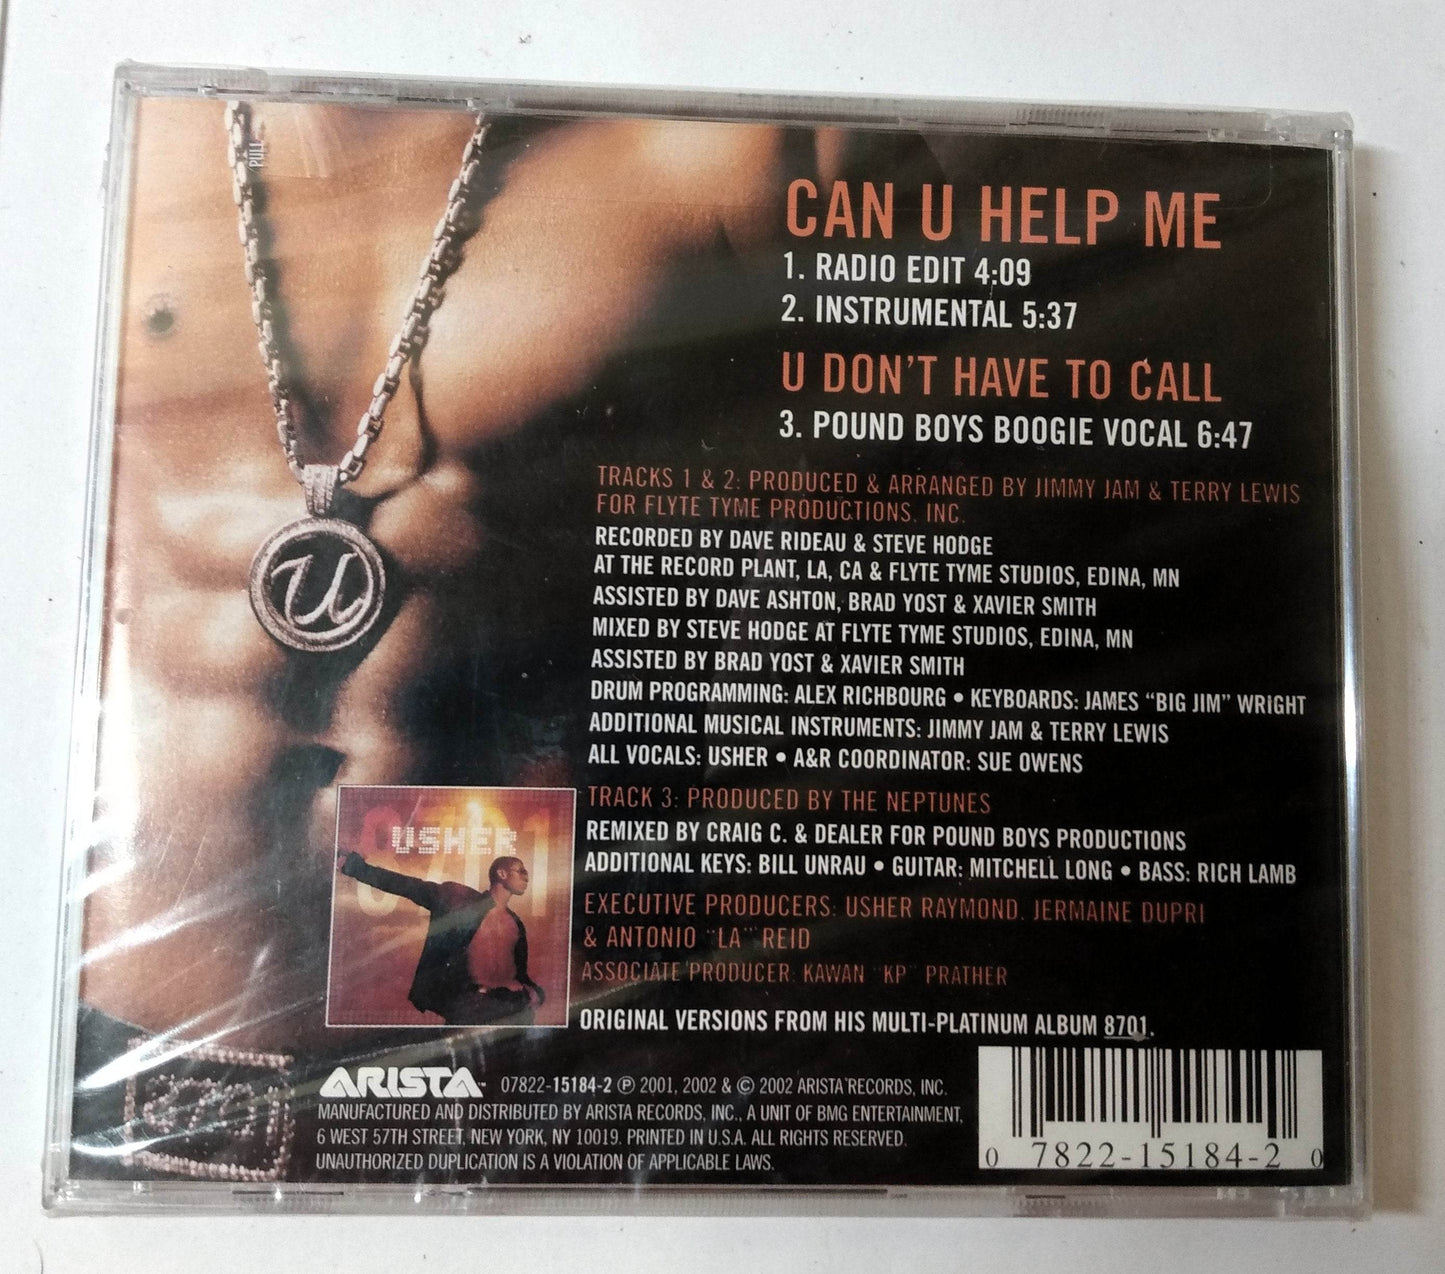 PULL
CAN U HELP ME
1. RADIO EDIT 4:09
2. INSTRUMENTAL 5:37
U DON'T HAVE TO CALL
3. POUND BOYS BOOGIE VOCAL 6:47
TRACKS 1 & 2: PRODUCED & ARRANGED BY JIMMY JAM & TERRY LEWIS
FOR FLYTE TYME PRODUCTIONS, INC.
RECORDED BY DAVE RIDEAU & STEVE HODGE
AT THE RECORD PLANT, LA, CA & FLYTE TYME STUDIOS, EDINA, MN
ASSISTED BY DAVE ASHTON, BRAD YOST & XAVIER SMITH
MIXED BY STEVE HODGE AT FLYTE TYME STUDIOS, EDINA, MN
ASSISTED BY BRAD YOST & XAVIER SMITH
DRUM PROGRAMMING: ALEX RICHBOURG • KEYBOARDS: JAMES "BIG JIM" WRIGHT
ADDITIONAL MUSICAL INSTRUMENTS: JIMMY JAM & TERRY LEWIS
ALL VOCALS: USHER • A&R COORDINATOR: SUE OWENS
TRACK 3: PRODUCED BY THE NEPTUNES
REMIXED BY CRAIG C. & DEALER FOR POUND BOYS PRODUCTIONS
ADDITIONAL KEYS: BILL UNRAU • GUITAR: MITCHELL LONG • BASS: RICH LAMB
EXECUTIVE PRODUCERS: USHER RAYMOND, JERMAINE DUPRI
& ANTONIO "LA" REID
ASSOCIATE PRODUCER: KAWAN "KP" PRATHER
ORIGINAL VERSIONS FROM HIS MULTI-PLATINUM ALBUM 8701.
U
8701
USHER
8701
ARISTA™ 07822-15184-2 ℗ 2001, 2002 & © 2002 ARISTA RECORDS, INC.
MANUFACTURED AND DISTRIBUTED BY ARISTA RECORDS, INC., A UNIT OF BMG ENTERTAINMENT,
6 WEST 57TH STREET, NEW YORK, NY 10019. PRINTED IN U.S.A. ALL RIGHTS RESERVED.
UNAUTHORIZED DUPLICATION IS A VIOLATION OF APPLICABLE LAWS.
0 7822-15184-2 0